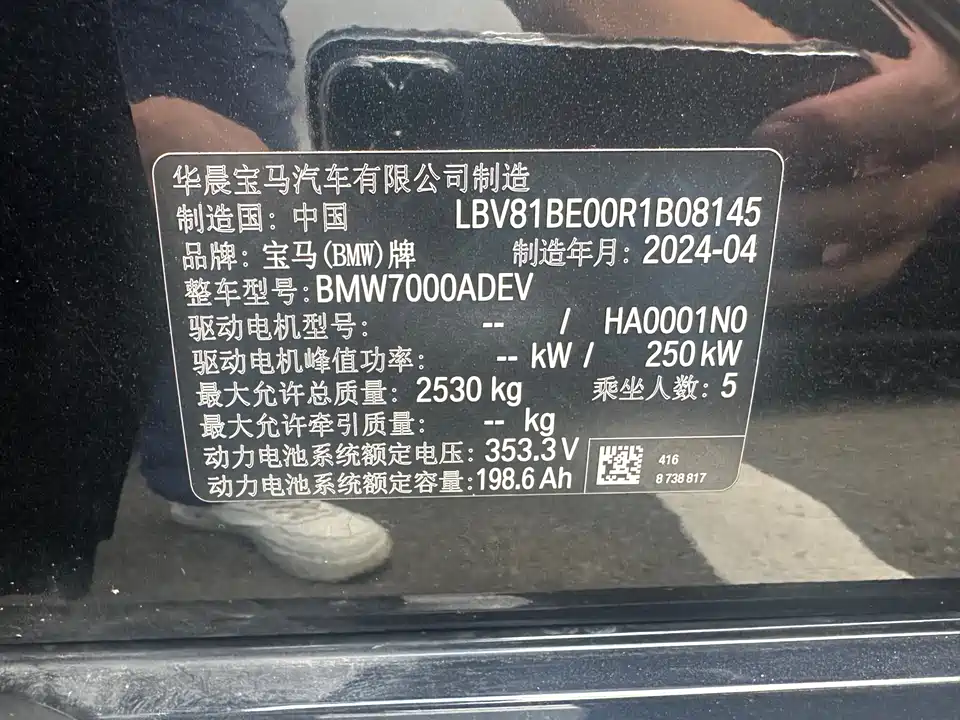 华晨宝马汽车有限公司制造
制造国: 中国 LBV81BE00R1B08145
品牌: 宝马(BMW)牌 制造年月: 2024-04
整车型号: BMW7000ADEV
驱动电机型号: -- / HA0001N0
驱动电机峰值功率: -- kW / 250 kW
最大允许总质量: 2530 kg 乘坐人数: 5
最大允许牵引质量: -- kg
动力电池系统额定电压: 353.3 V
动力电池系统额定容量: 198.6 Ah
416
8 738 817